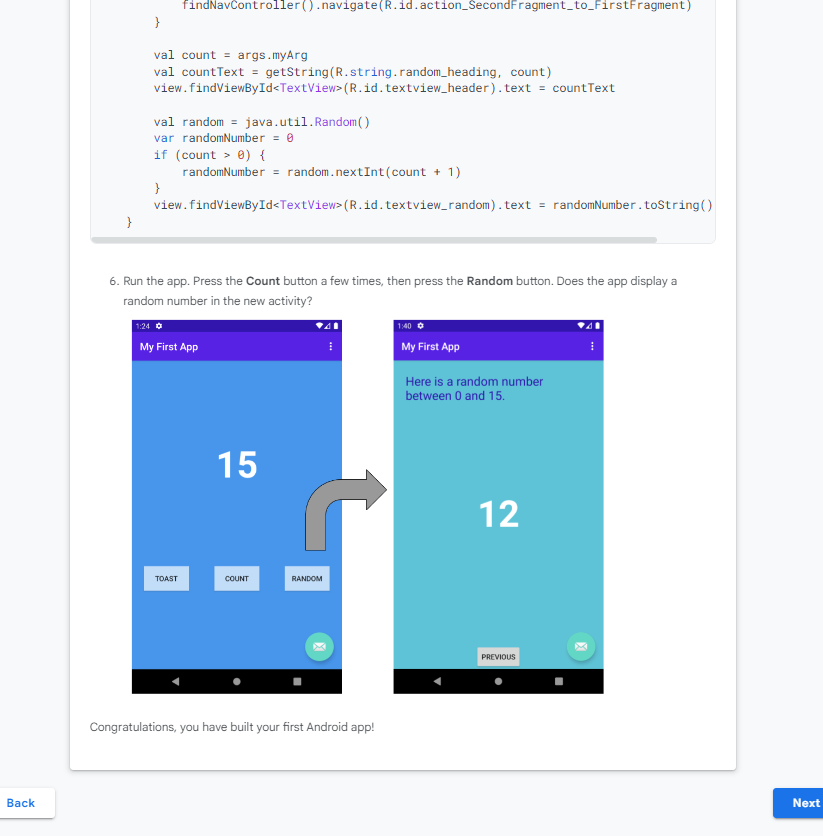 findNavController().navigate(R.id.action_SecondFragment_to_FirstFragment)
}
val count = args.myArg
val countText = getString(R.string.random_heading, count)
view.findViewById<TextView>(R.id.textview_header).text = countText
val random = java.util.Random()
var randomNumber = 0
if (count > 0) {
randomNumber = random.nextInt(count + 1)
}
view.findViewById<TextView>(R.id.textview_random).text = randomNumber.toString()
}
6. Run the app. Press the Count button a few times, then press the Random button. Does the app display a
random number in the new activity?
1:24
My First App
15
TOAST COUNT RANDOM
1:40
My First App
Here is a random number
between 0 and 15.
12
PREVIOUS
Congratulations, you have built your first Android app!
Back
Next